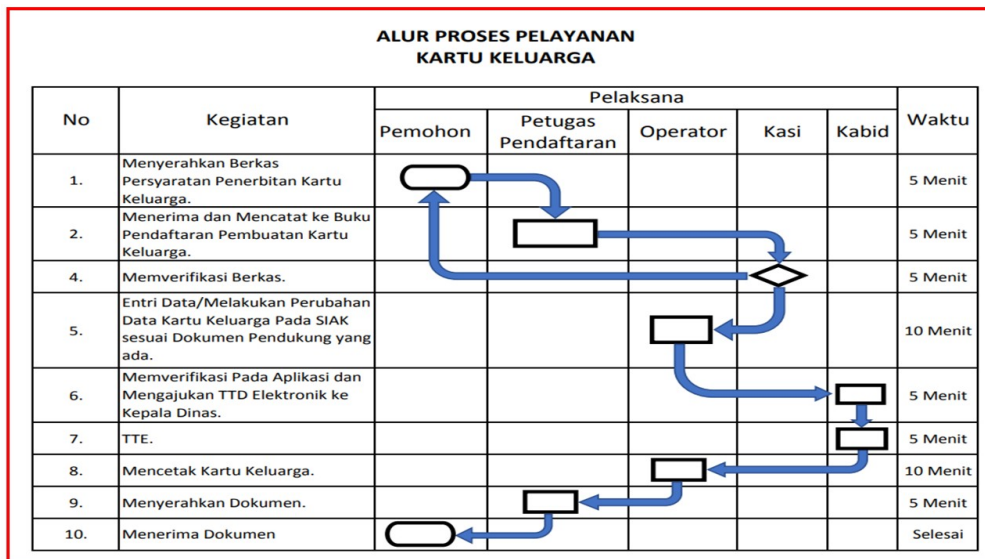 ALUR PROSES PELAYANAN
KARTU KELUARGA
No
Kegiatan
Pelaksana
Waktu
Pemohon
Petugas
Pendaftaran
Operator
Kasi
Kabid
1.
Menyerahkan Berkas
Persyaratan Penerbitan Kartu
Keluarga.
5 Menit
2.
Menerima dan Mencatat ke Buku
Pendaftaran Pembuatan Kartu
Keluarga.
5 Menit
4.
Memverifikasi Berkas.
5 Menit
5.
Entri Data/Melakukan Perubahan
Data Kartu Keluarga Pada SIAK
sesuai Dokumen Pendukung yang
ada.
10 Menit
6.
Memverifikasi Pada Aplikasi dan
Mengajukan TTD Elektronik ke
Kepala Dinas.
5 Menit
7.
TTE.
5 Menit
8.
Mencetak Kartu Keluarga.
10 Menit
9.
Menyerahkan Dokumen.
5 Menit
10.
Menerima Dokumen
Selesai